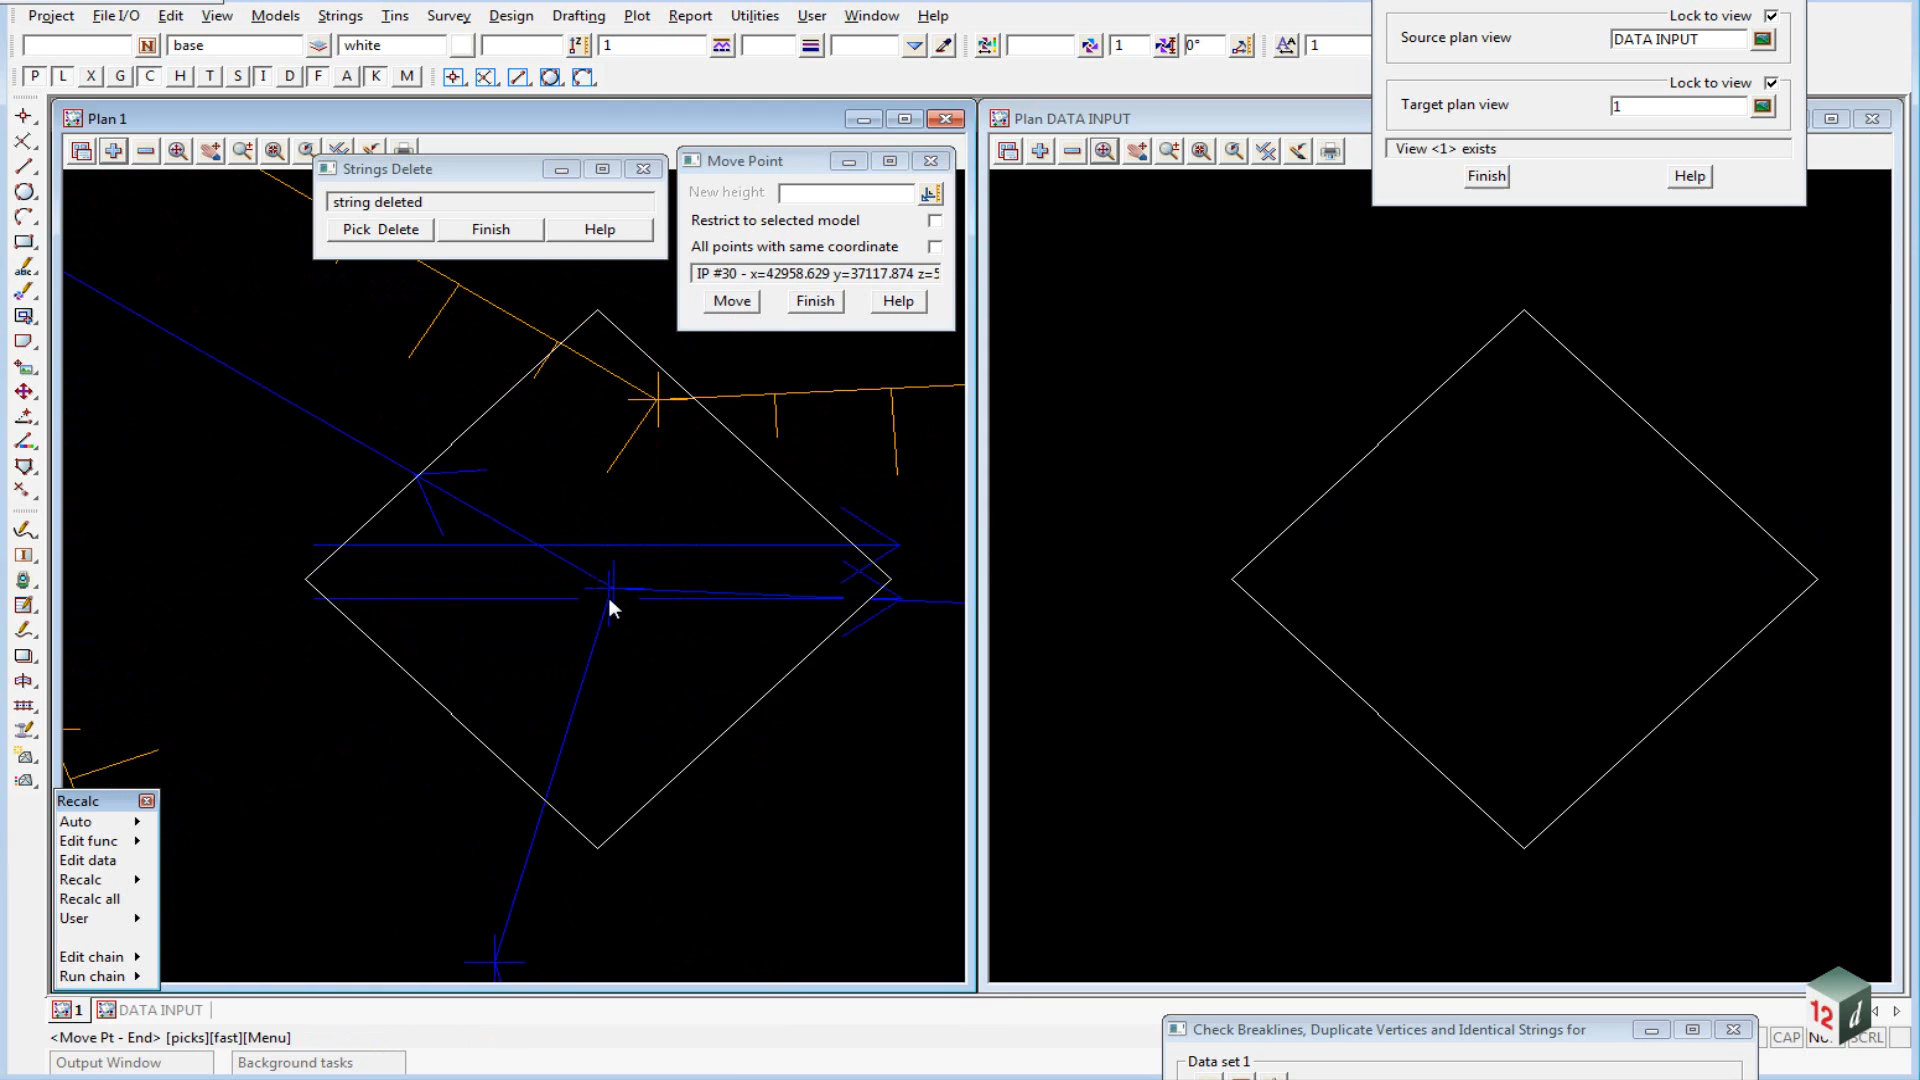 Project File I/O Edit View Models Strings Tins Survey Design Drafting Plot Report Utilities User Window Help
N base white 1 1 0° 1
P L X G C H T S I D F A K M
Plan 1
Strings Delete
string deleted
Pick Delete Finish Help
Move Point
New height
Restrict to selected model
All points with same coordinate
IP #30 - x=42958.629 y=37117.874 z=5
Move Finish Help
Plan DATA INPUT
Lock to view
Source plan view DATA INPUT
Lock to view
Target plan view 1
View <1> exists
Finish Help
Recalc
Auto
Edit func
Edit data
Recalc
Recalc all
User
Edit chain
Run chain
1 DATA INPUT
<Move Pt - End> [picks][fast][Menu]
Output Window Background tasks
Check Breaklines, Duplicate Vertices and Identical Strings for
Data set 1
12d
CAP SCRL